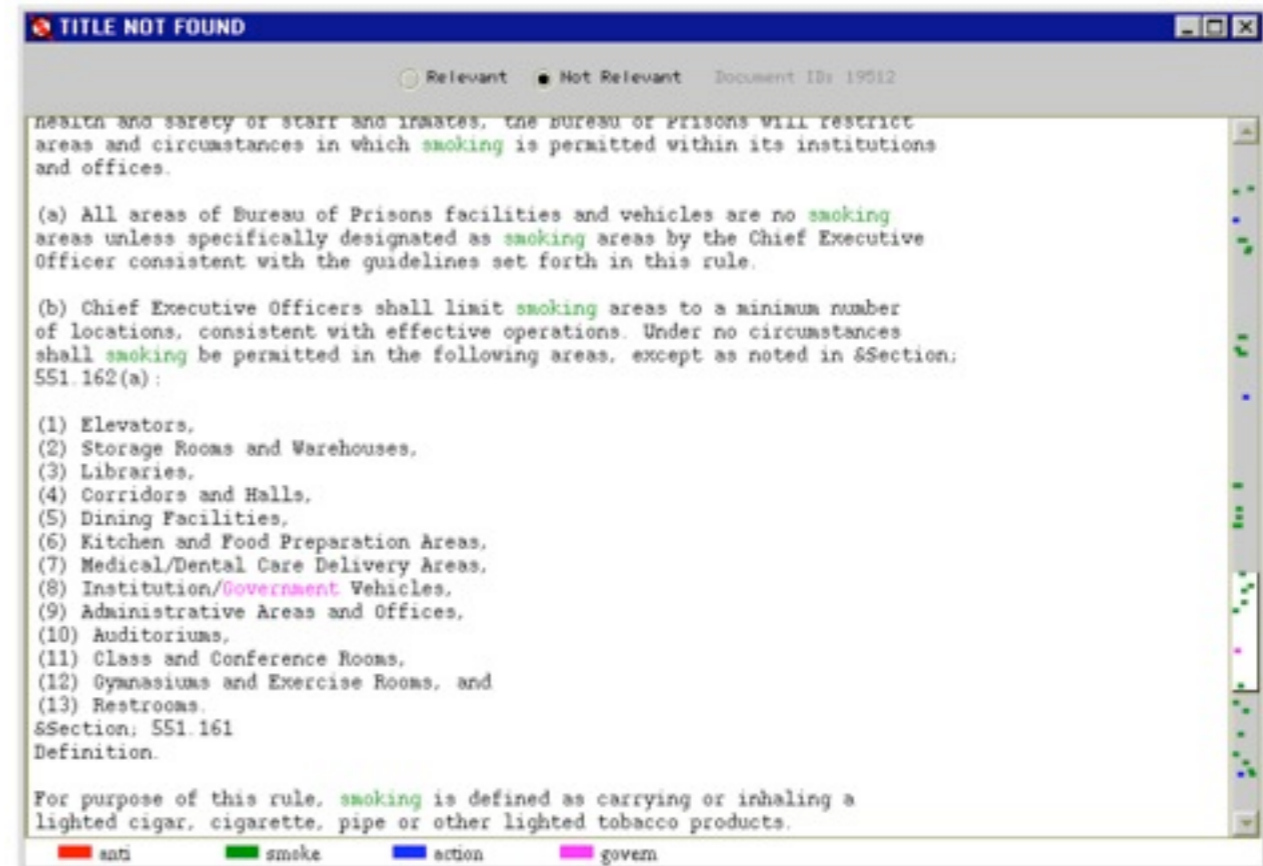 TITLE NOT FOUND
Relevant Not Relevant Document ID: 19512
health and safety of staff and inmates, the Bureau of Prisons will restrict
areas and circumstances in which smoking is permitted within its institutions
and offices.
(a) All areas of Bureau of Prisons facilities and vehicles are no smoking
areas unless specifically designated as smoking areas by the Chief Executive
Officer consistent with the guidelines set forth in this rule.
(b) Chief Executive Officers shall limit smoking areas to a minimum number
of locations, consistent with effective operations. Under no circumstances
shall smoking be permitted in the following areas, except as noted in &Section;
551.162(a):
(1) Elevators,
(2) Storage Rooms and Warehouses,
(3) Libraries,
(4) Corridors and Halls,
(5) Dining Facilities,
(6) Kitchen and Food Preparation Areas,
(7) Medical/Dental Care Delivery Areas,
(8) Institution/Government Vehicles,
(9) Administrative Areas and Offices,
(10) Auditoriums,
(11) Class and Conference Rooms,
(12) Gymnasiums and Exercise Rooms, and
(13) Restrooms.
&Section; 551.161
Definition.
For purpose of this rule, smoking is defined as carrying or inhaling a
lighted cigar, cigarette, pipe or other lighted tobacco products.
anti smoke action govern